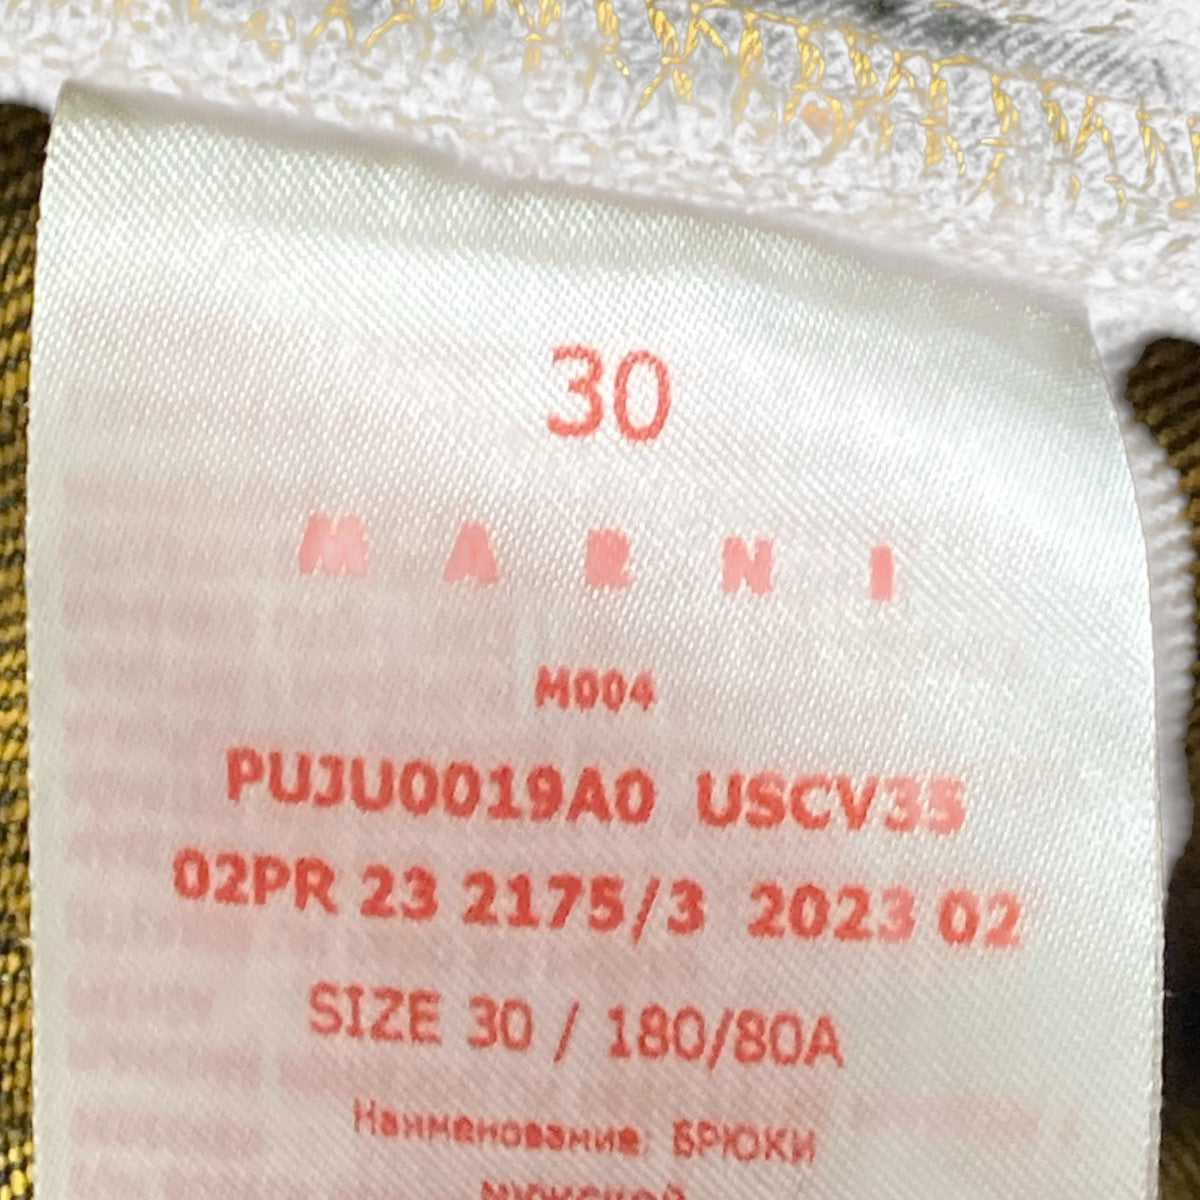 30
MARNI
M004
PUJU0019A0 USCV35
02PR 23 2175/3 2023 02
SIZE 30 / 180/80A
Наименование: БРЮКИ